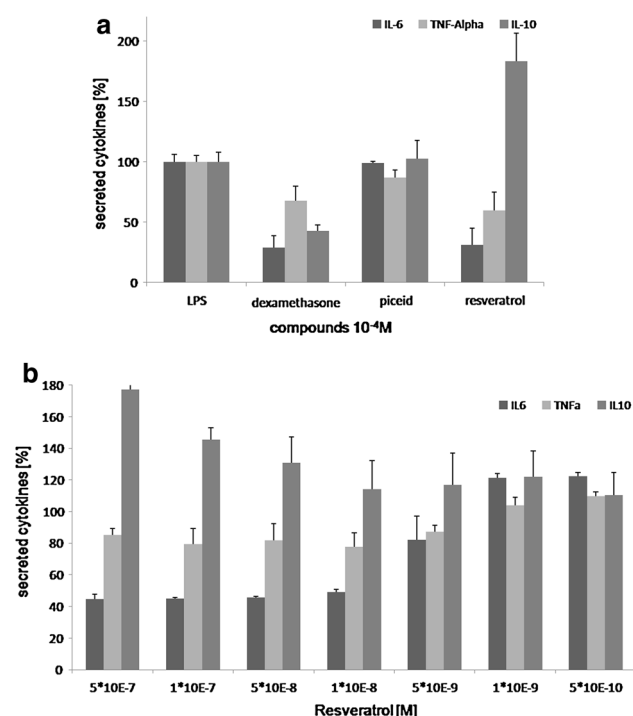 a
IL-6 TNF-Alpha IL-10
200
150
100
50
0
secreted cytokines [%]
LPS dexamethasone piceid resveratrol
compounds 10⁻⁴M
b
IL6 TNFa IL10
180
160
140
120
100
80
60
40
20
0
secreted cytokines [%]
5*10E-7 1*10E-7 5*10E-8 1*10E-8 5*10E-9 1*10E-9 5*10E-10
Resveratrol [M]